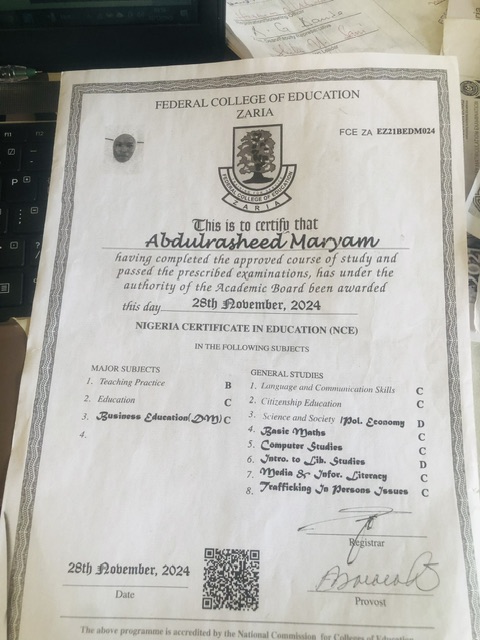 FEDERAL COLLEGE OF EDUCATION
ZARIA
FCE ZA EZ21BEDM024
FEDERAL COLLEGE OF EDUCATION
ZARIA
This is to certify that
Abdulrasheed Maryam
having completed the approved course of study and
passed the prescribed examinations, has under the
authority of the Academic Board been awarded
this day 28th November, 2024
NIGERIA CERTIFICATE IN EDUCATION (NCE)
IN THE FOLLOWING SUBJECTS
MAJOR SUBJECTS
1. Teaching Practice B
2. Education C
3. Business Education(DM) C
4.
GENERAL STUDIES
1. Language and Communication Skills C
2. Citizenship Education C
3. Science and Society /Pol. Economy D
4. Basic Maths C
5. Computer Studies C
6. Intro. to Lib. Studies D
7. Media & Infor. Literacy C
8. Trafficking In Persons Issues C
Registrar
28th November, 2024
Date
Provost
The above programme is accredited by the National Commission for Colleges of Education